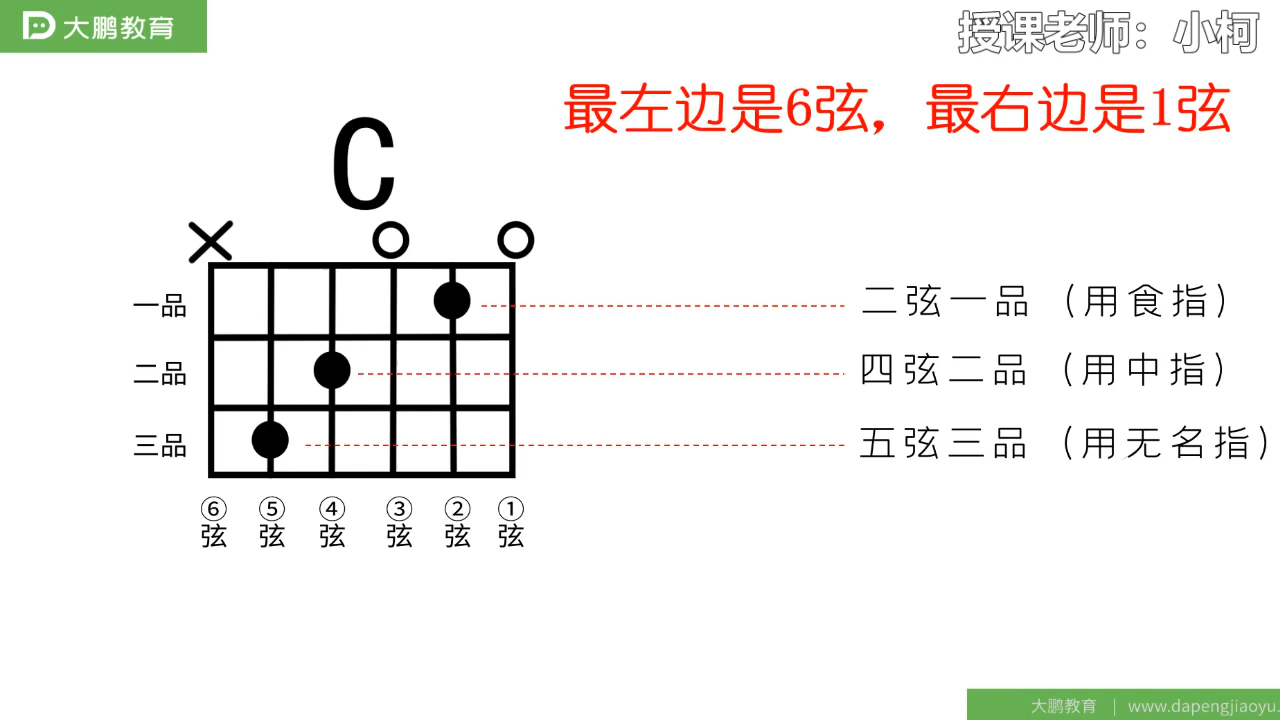 大鹏教育
授课老师：小柯
最左边是6弦，最右边是1弦
C
一品
二弦一品（用食指）
二品
四弦二品（用中指）
三品
五弦三品（用无名指）
⑥ ⑤ ④ ③ ② ①
弦 弦 弦 弦 弦 弦
大鹏教育 | www.dapengjiaoyu.